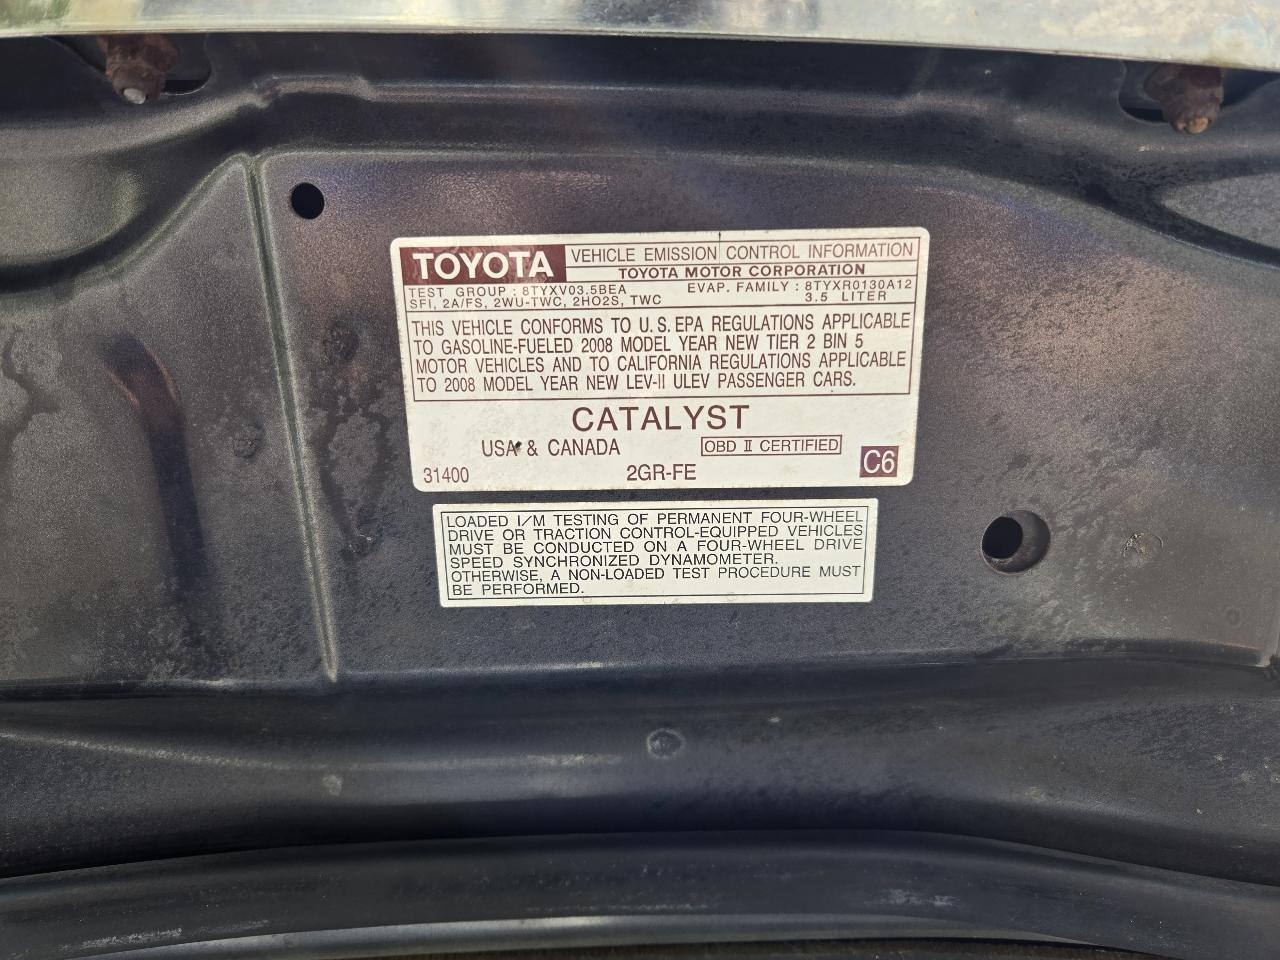 TOYOTA VEHICLE EMISSION CONTROL INFORMATION
TOYOTA MOTOR CORPORATION
TEST GROUP : 8TYXV03.5BEA EVAP. FAMILY : 8TYXR0130A12
SFI, 2A/FS, 2WU-TWC, 2HO2S, TWC 3.5 LITER
THIS VEHICLE CONFORMS TO U.S. EPA REGULATIONS APPLICABLE
TO GASOLINE-FUELED 2008 MODEL YEAR NEW TIER 2 BIN 5
MOTOR VEHICLES AND TO CALIFORNIA REGULATIONS APPLICABLE
TO 2008 MODEL YEAR NEW LEV-II ULEV PASSENGER CARS.
CATALYST
USA & CANADA OBD II CERTIFIED
31400 2GR-FE C6
LOADED I/M TESTING OF PERMANENT FOUR-WHEEL
DRIVE OR TRACTION CONTROL-EQUIPPED VEHICLES
MUST BE CONDUCTED ON A FOUR-WHEEL DRIVE
SPEED SYNCHRONIZED DYNAMOMETER.
OTHERWISE, A NON-LOADED TEST PROCEDURE MUST
BE PERFORMED.